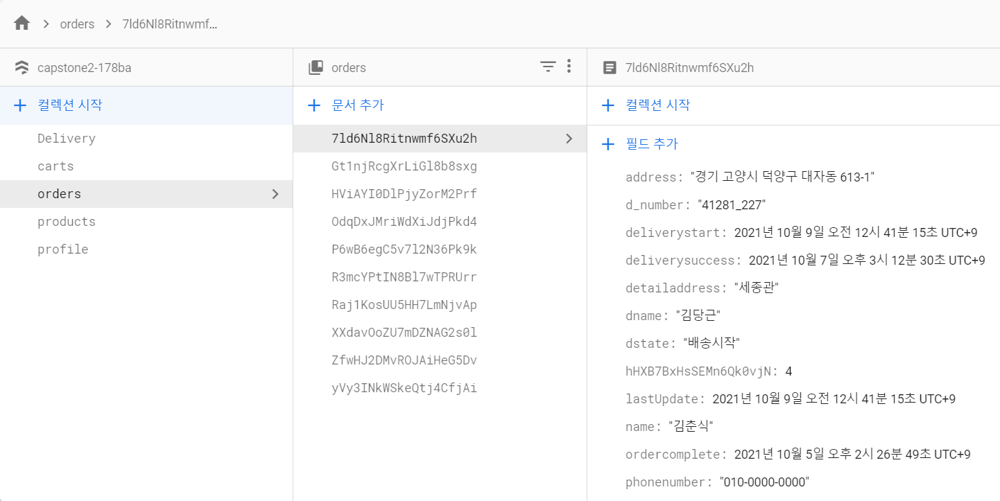 orders
7ld6Nl8Ritnwmf...
capstone2-178ba
컬렉션 시작
Delivery
carts
orders
products
profile
orders
문서 추가
7ld6Nl8Ritnwmf6SXu2h
Gt1njRcgXrLiGl8b8sxg
HViAYI0DlPjyZorM2Prf
OdqDxJMriWdXiJdjPkd4
P6wB6egC5v7l2N36Pk9k
R3mcYPtIN8Bl7wTPRUrr
Raj1KosUU5HH7LmNjvAp
XXdavOoZU7mDZNAG2s0l
ZfwHJ2DMvROJAiHeG5Dv
yVy3INkWSkeQtj4CfjAi
7ld6Nl8Ritnwmf6SXu2h
컬렉션 시작
필드 추가
address: "경기 고양시 덕양구 대자동 613-1"
d_number: "41281_227"
deliverystart: 2021년 10월 9일 오전 12시 41분 15초 UTC+9
deliverysuccess: 2021년 10월 7일 오후 3시 12분 30초 UTC+9
detailaddress: "세종관"
dname: "김당근"
dstate: "배송시작"
hHXB7BxHsSEMn6Qk0vjN: 4
lastUpdate: 2021년 10월 9일 오전 12시 41분 15초 UTC+9
name: "김춘식"
ordercomplete: 2021년 10월 5일 오후 2시 26분 49초 UTC+9
phonenumber: "010-0000-0000"